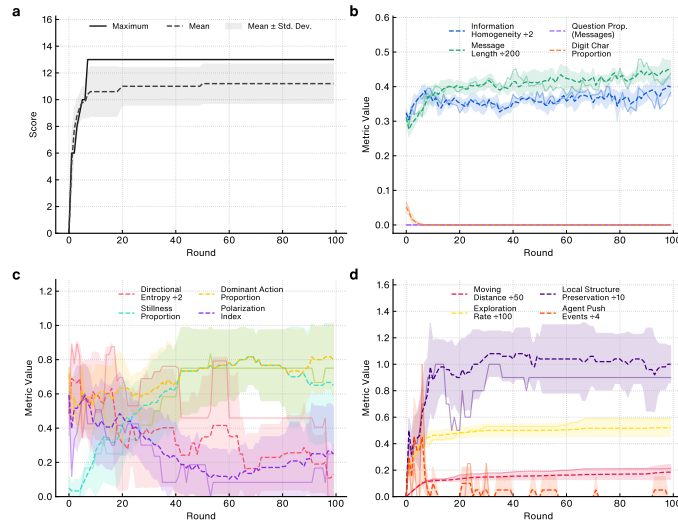 a
16
14
12
10
8
6
4
2
0
Score
0 20 40 60 80 100
Round
Maximum Mean Mean ± Std. Dev.
b
0.6
0.5
0.4
0.3
0.2
0.1
0.0
Metric Value
0 20 40 60 80 100
Round
Information
Homogeneity ÷2
Message
Length ÷200
Question Prop.
(Messages)
Digit Char
Proportion
c
1.2
1.0
0.8
0.6
0.4
0.2
0.0
Metric Value
0 20 40 60 80 100
Round
Directional
Entropy ÷2
Stillness
Proportion
Dominant Action
Proportion
Polarization
Index
d
1.6
1.4
1.2
1.0
0.8
0.6
0.4
0.2
0.0
Metric Value
0 20 40 60 80 100
Round
Moving
Distance ÷50
Exploration
Rate ÷100
Local Structure
Preservation ÷10
Agent Push
Events ÷4